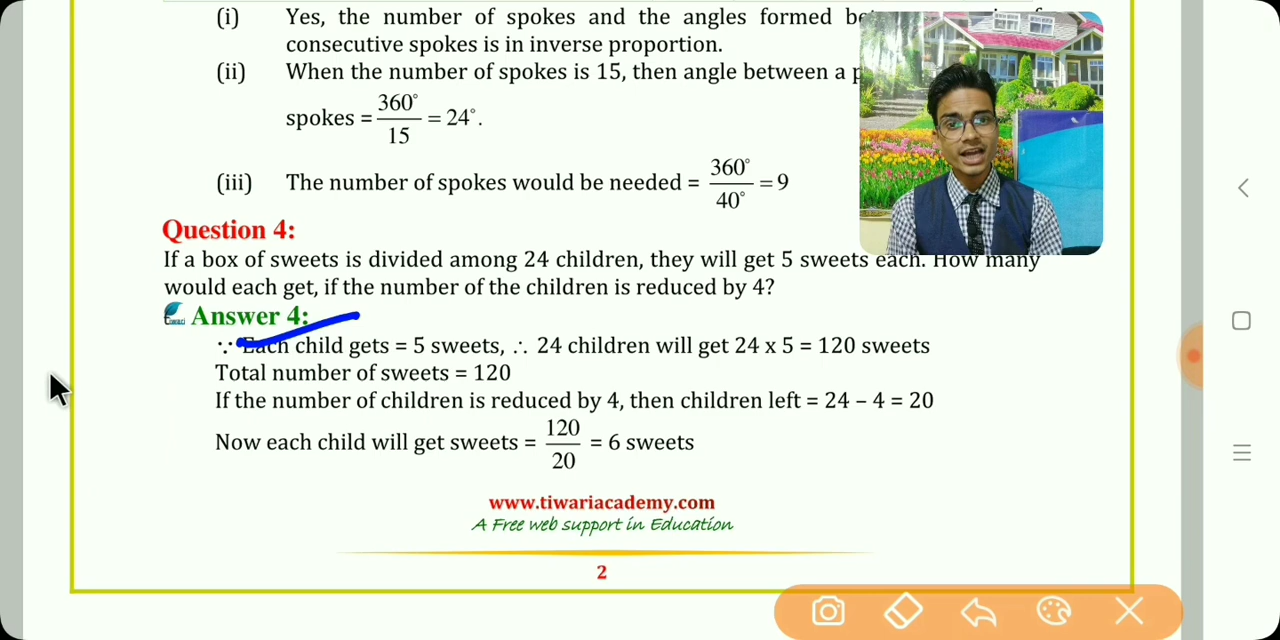 (i) Yes, the number of spokes and the angles formed
consecutive spokes is in inverse proportion.
(ii) When the number of spokes is 15, then angle between a
spokes = 360° / 15 = 24°.
(iii) The number of spokes would be needed = 360° / 40° = 9
Question 4:
If a box of sweets is divided among 24 children, they will get 5 sweets each. How many
would each get, if the number of the children is reduced by 4?
Answer 4:
∵ Each child gets = 5 sweets, ∴ 24 children will get 24 x 5 = 120 sweets
Total number of sweets = 120
If the number of children is reduced by 4, then children left = 24 – 4 = 20
Now each child will get sweets = 120 / 20 = 6 sweets
www.tiwariacademy.com
A Free web support in Education
2